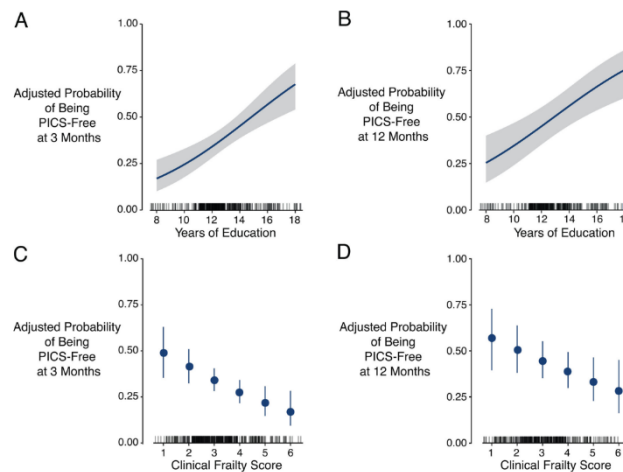 A
Adjusted Probability
of Being
PICS-Free
at 3 Months
1.00
0.75
0.50
0.25
0.00
8 10 12 14 16 18
Years of Education
B
Adjusted Probability
of Being
PICS-Free
at 12 Months
1.00
0.75
0.50
0.25
0.00
8 10 12 14 16
Years of Education
C
Adjusted Probability
of Being
PICS-Free
at 3 Months
1.00
0.75
0.50
0.25
0.00
1 2 3 4 5 6
Clinical Frailty Score
D
Adjusted Probability
of Being
PICS-Free
at 12 Months
1.00
0.75
0.50
0.25
0.00
1 2 3 4 5 6
Clinical Frailty Score